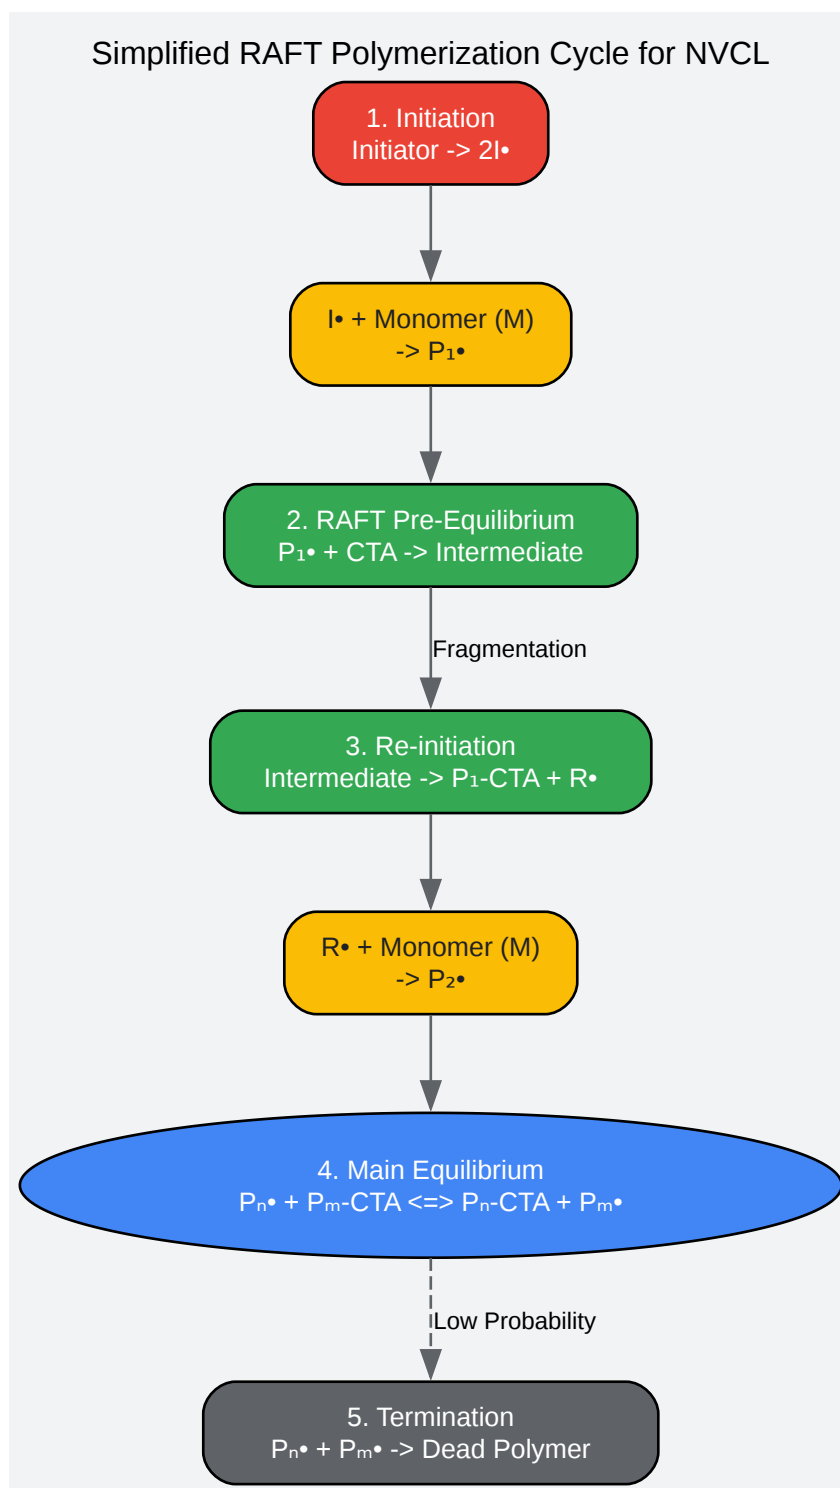 Simplified RAFT Polymerization Cycle for NVCL
1. Initiation
Initiator -> 2I•
I• + Monomer (M)
-> P₁•
2. RAFT Pre-Equilibrium
P₁• + CTA -> Intermediate
Fragmentation
3. Re-initiation
Intermediate -> P₁-CTA + R•
R• + Monomer (M)
-> P₂•
4. Main Equilibrium
Pₙ• + Pₘ-CTA <=> Pₙ-CTA + Pₘ•
Low Probability
5. Termination
Pₙ• + Pₘ• -> Dead Polymer